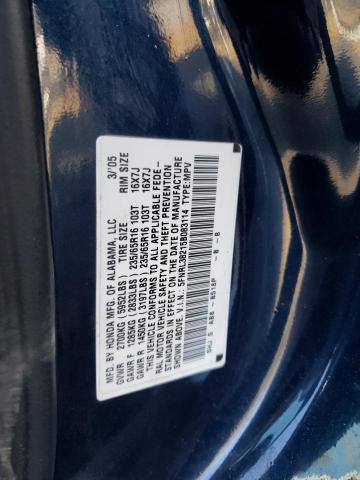 MFD. BY HONDA MFG. OF ALABAMA, LLC 3/'05
GVWR 2700KG (5952LBS) TIRE SIZE RIM SIZE
GAWR F 1285KG (2833LBS) 235/65R16 103T 16X7J
GAWR R 1450KG (3197LBS) 235/65R16 103T 16X7J
THIS VEHICLE CONFORMS TO ALL APPLICABLE FEDE-
RAL MOTOR VEHICLE SAFETY AND THEFT PREVENTION
STANDARDS IN EFFECT ON THE DATE OF MANUFACTURE
SHOWN ABOVE. V.I.N.: 5FNRL38215B083114 TYPE:MPV
SHJ G A88 - B518P - B - B